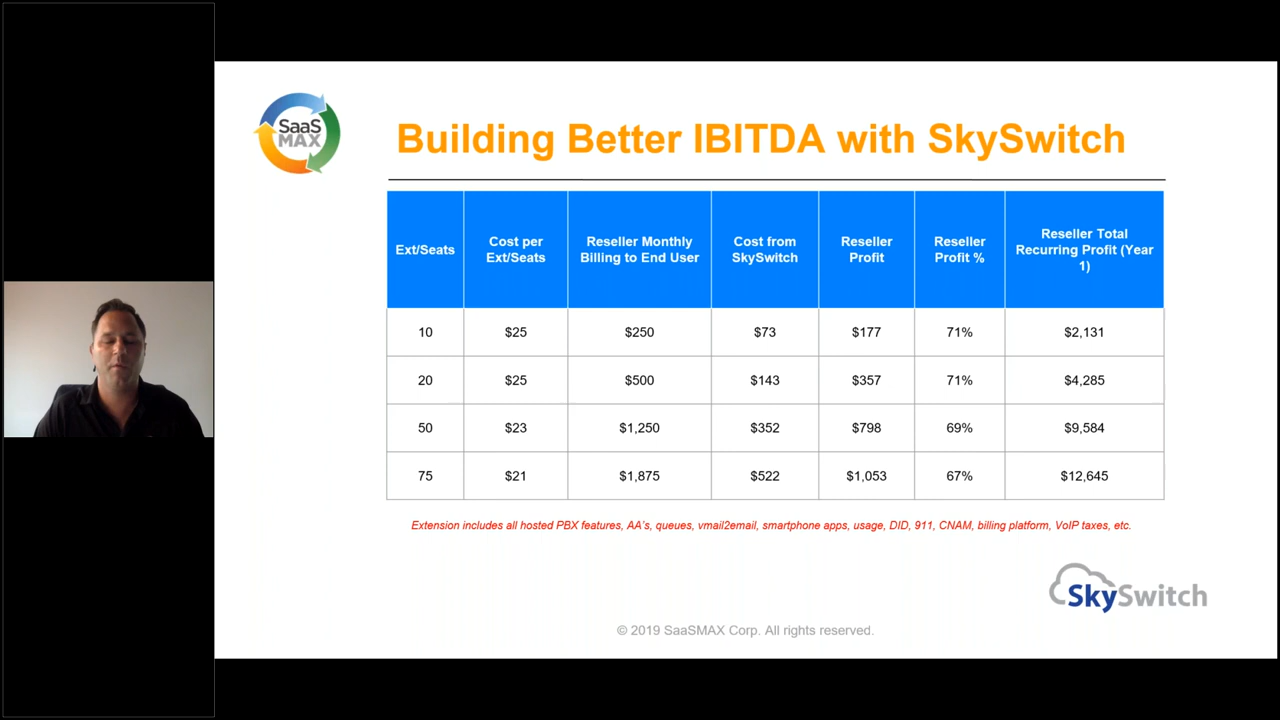 SaaS
MAX
Building Better IBITDA with SkySwitch
Ext/Seats
Cost per
Ext/Seats
Reseller Monthly
Billing to End User
Cost from
SkySwitch
Reseller
Profit
Reseller
Profit %
Reseller Total
Recurring Profit (Year
1)
10 $25 $250 $73 $177 71% $2,131
20 $25 $500 $143 $357 71% $4,285
50 $23 $1,250 $352 $798 69% $9,584
75 $21 $1,875 $522 $1,053 67% $12,645
Extension includes all hosted PBX features, AA's, queues, vmail2email, smartphone apps, usage, DID, 911, CNAM, billing platform, VoIP taxes, etc.
SkySwitch
© 2019 SaaSMAX Corp. All rights reserved.